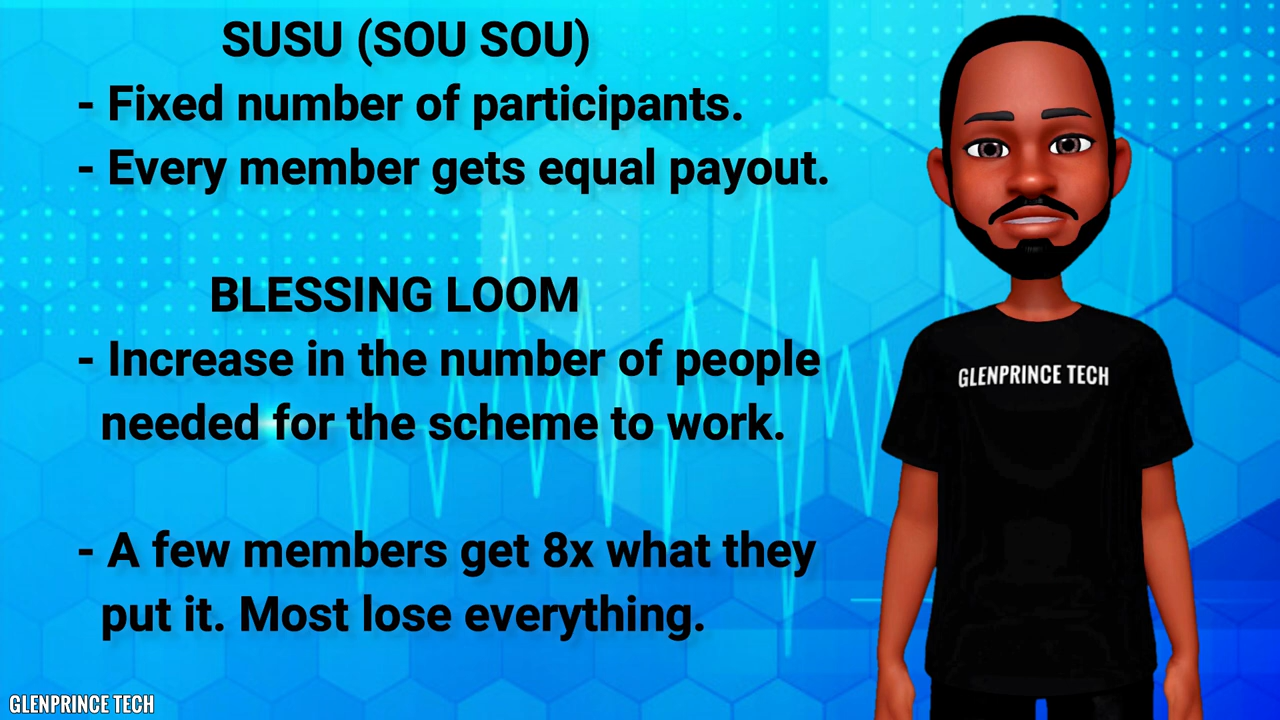 SUSU (SOU SOU)
- Fixed number of participants.
- Every member gets equal payout.
BLESSING LOOM
- Increase in the number of people
needed for the scheme to work.
- A few members get 8x what they
put it. Most lose everything.
GLENPRINCE TECH
GLENPRINCE TECH